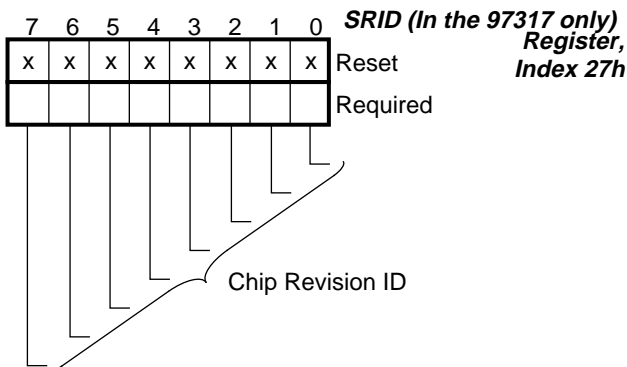 7 6 5 4 3 2 1 0
SRID (In the 97317 only)
Register,
Index 27h
x x x x x x x x Reset
Required
Chip Revision ID